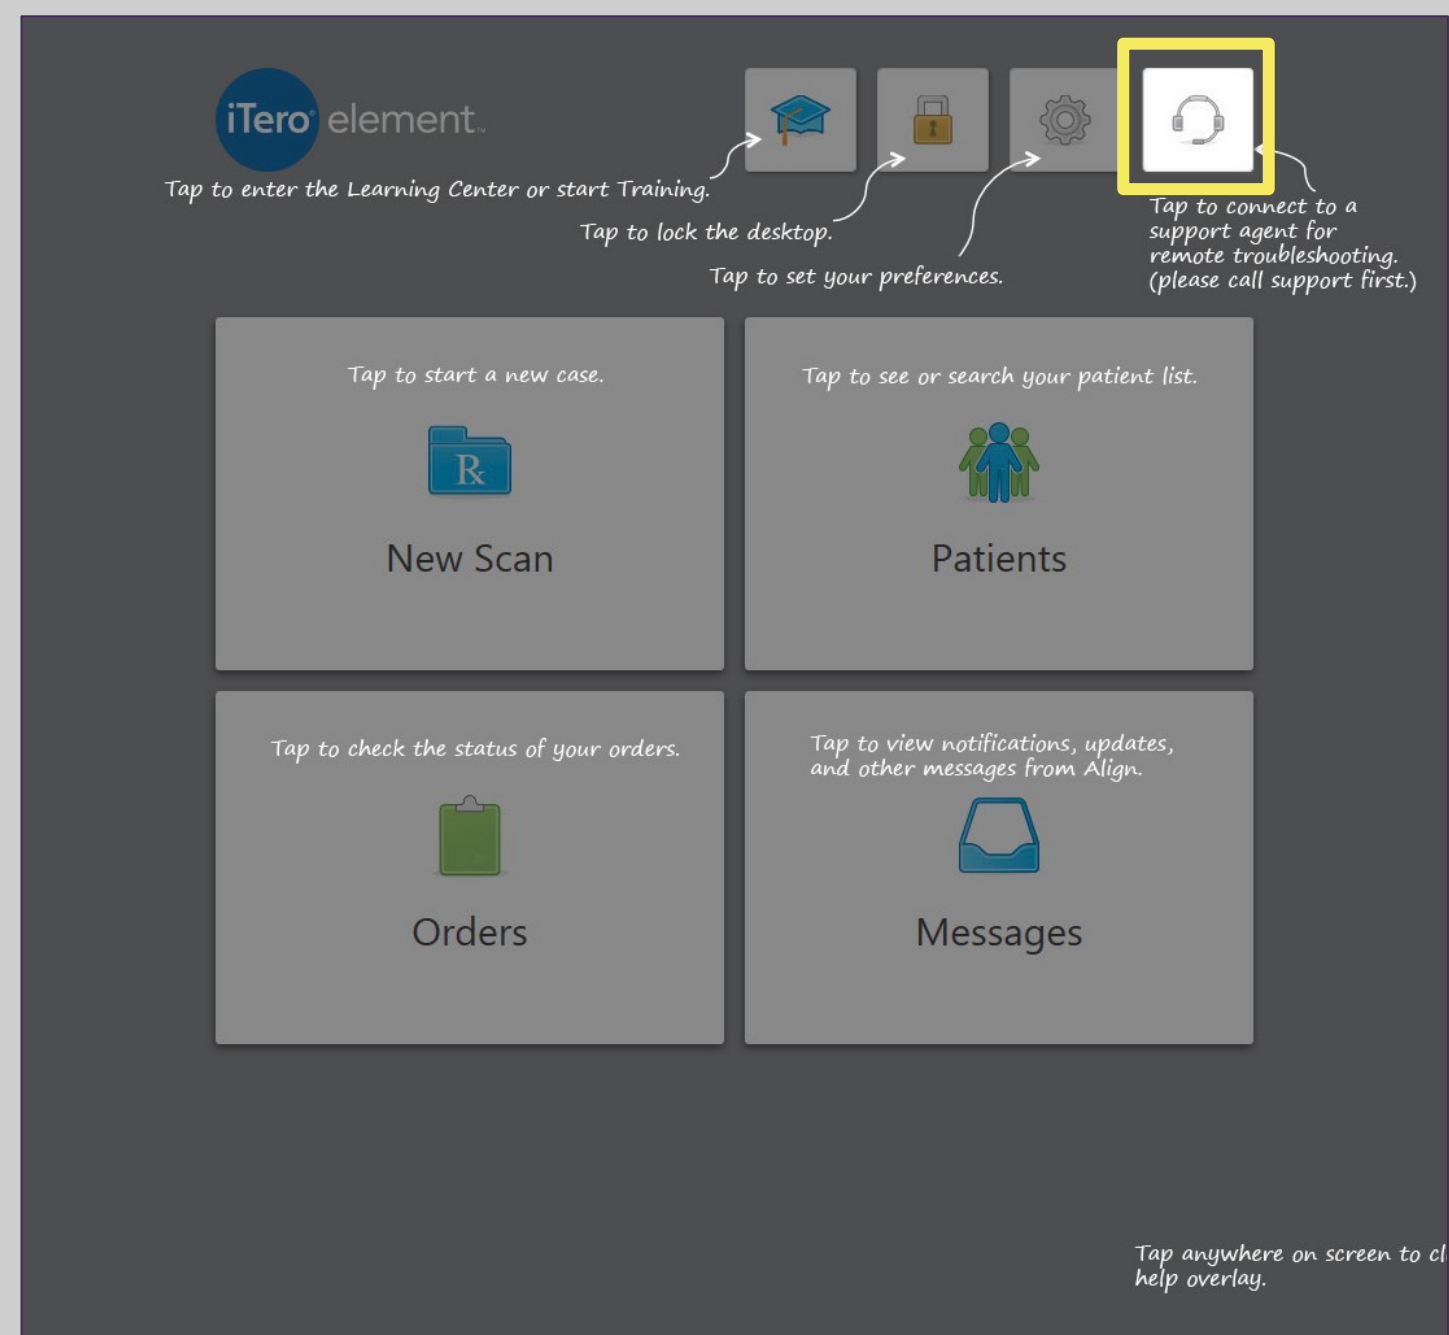 iTero element™
Tap to enter the Learning Center or start Training.
Tap to lock the desktop.
Tap to set your preferences.
Tap to connect to a
support agent for
remote troubleshooting.
(please call support first.)
Tap to start a new case.
New Scan
Tap to see or search your patient list.
Patients
Tap to check the status of your orders.
Orders
Tap to view notifications, updates,
and other messages from Align.
Messages
Tap anywhere on screen to
help overlay.